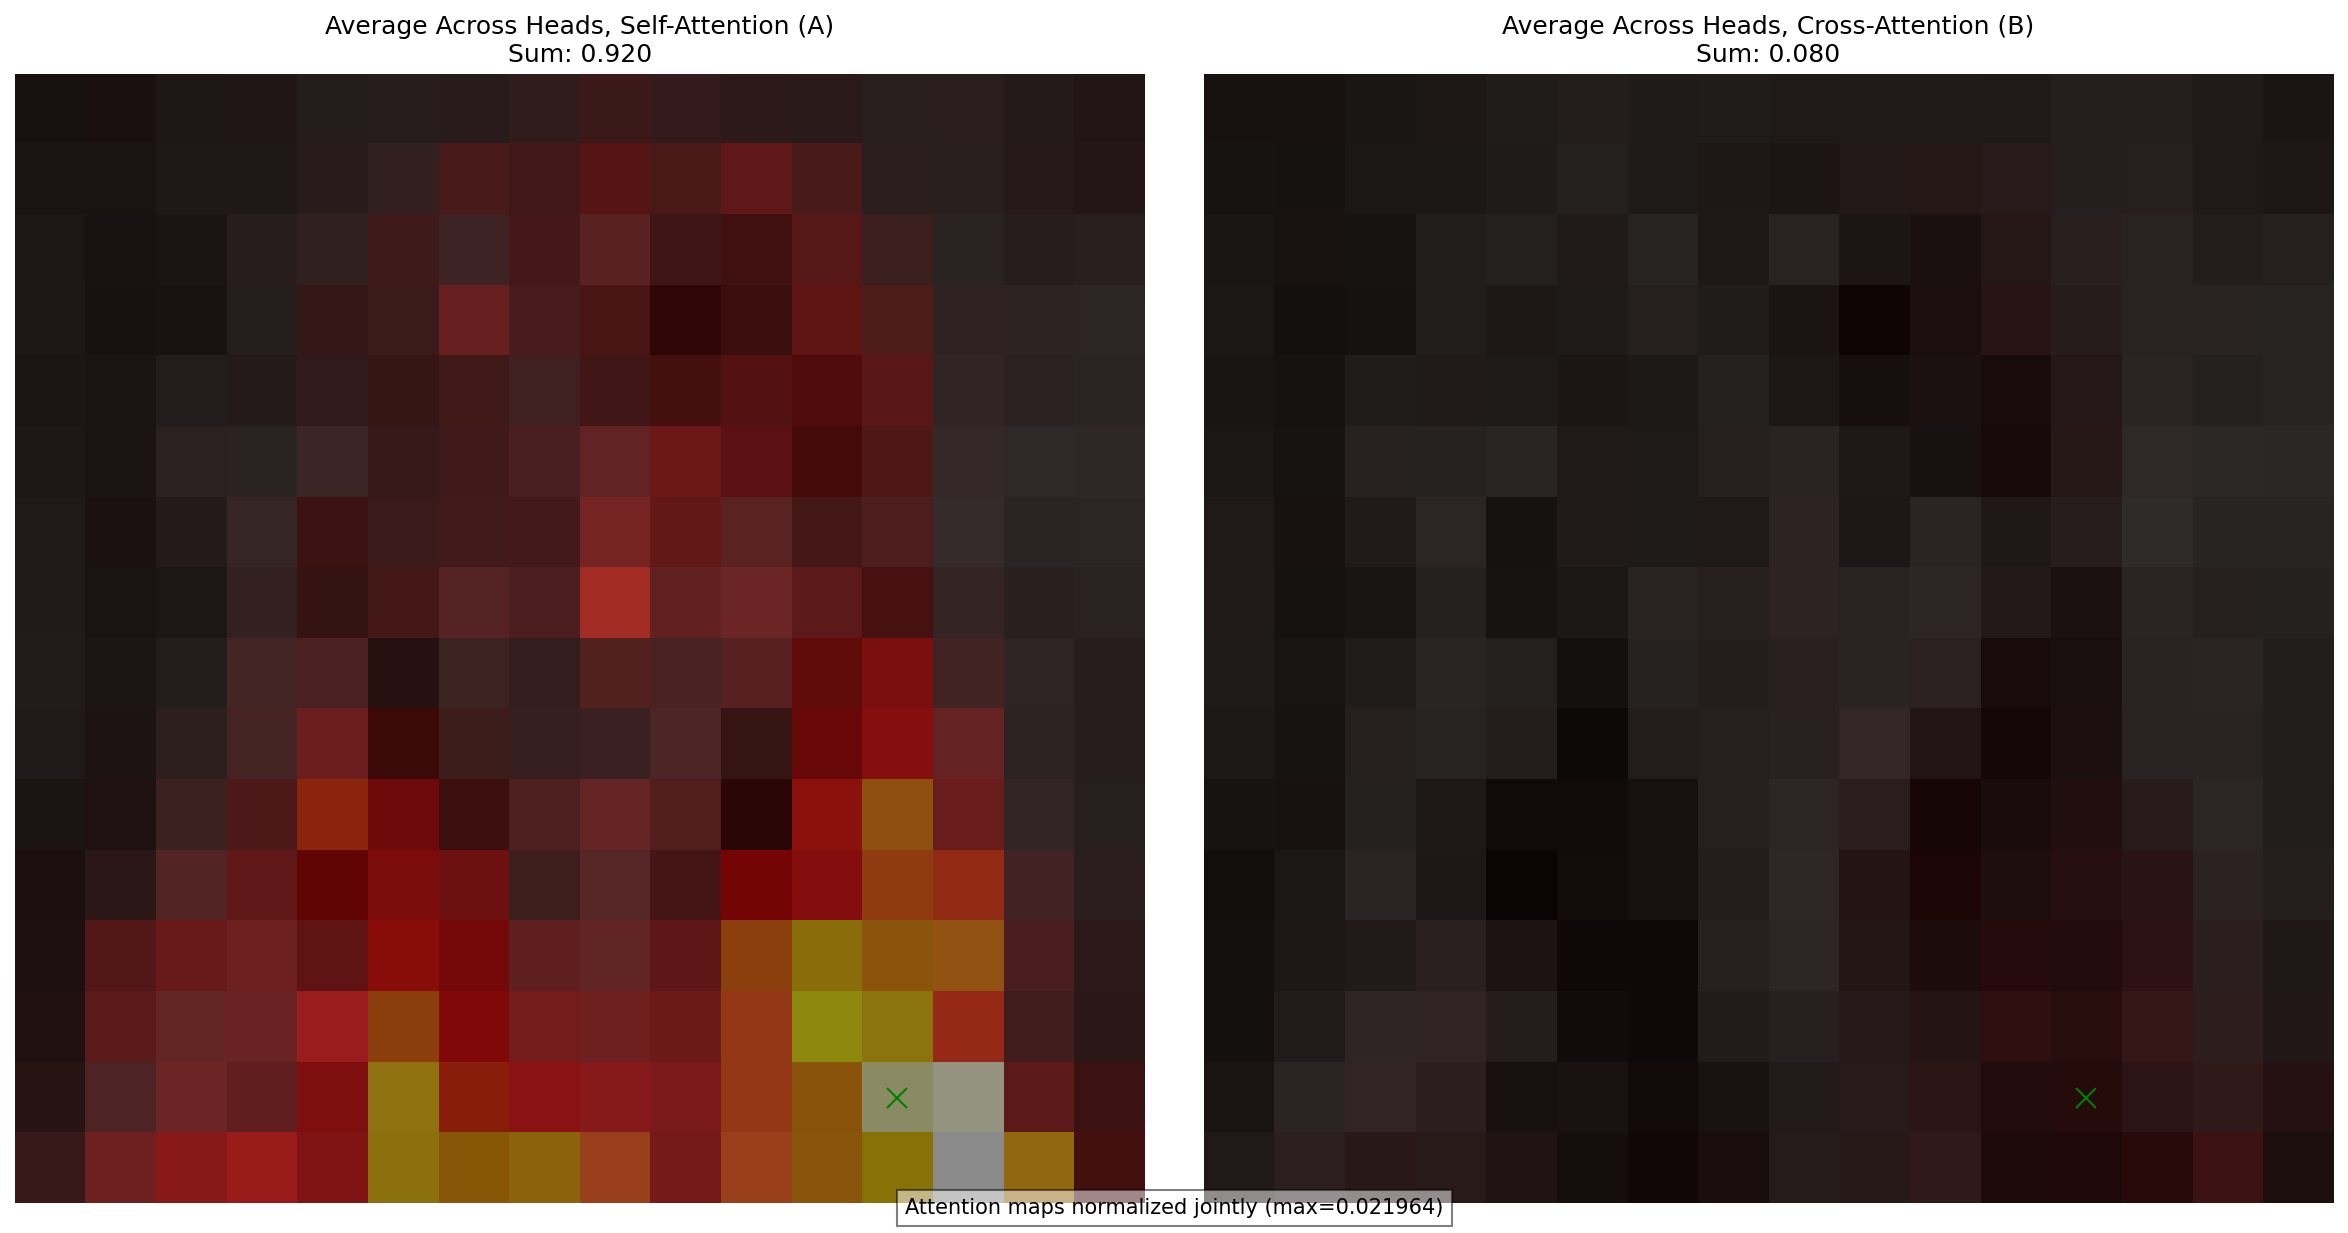 Average Across Heads, Self-Attention (A)
Sum: 0.920
Average Across Heads, Cross-Attention (B)
Sum: 0.080
Attention maps normalized jointly (max=0.021964)